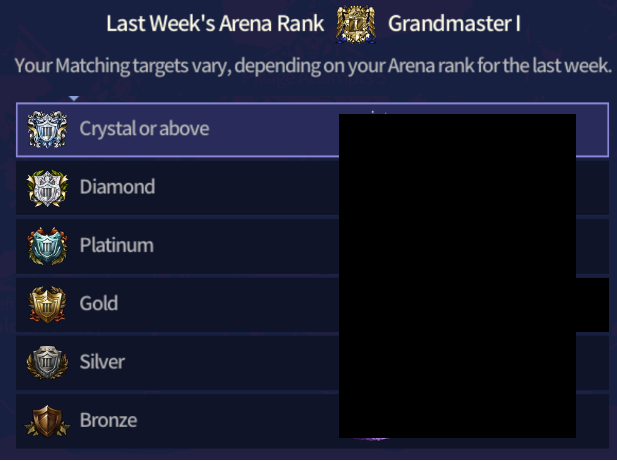 Last Week's Arena Rank Grandmaster I
Your Matching targets vary, depending on your Arena rank for the last week.
Crystal or above
Diamond
Platinum
Gold
Silver
Bronze